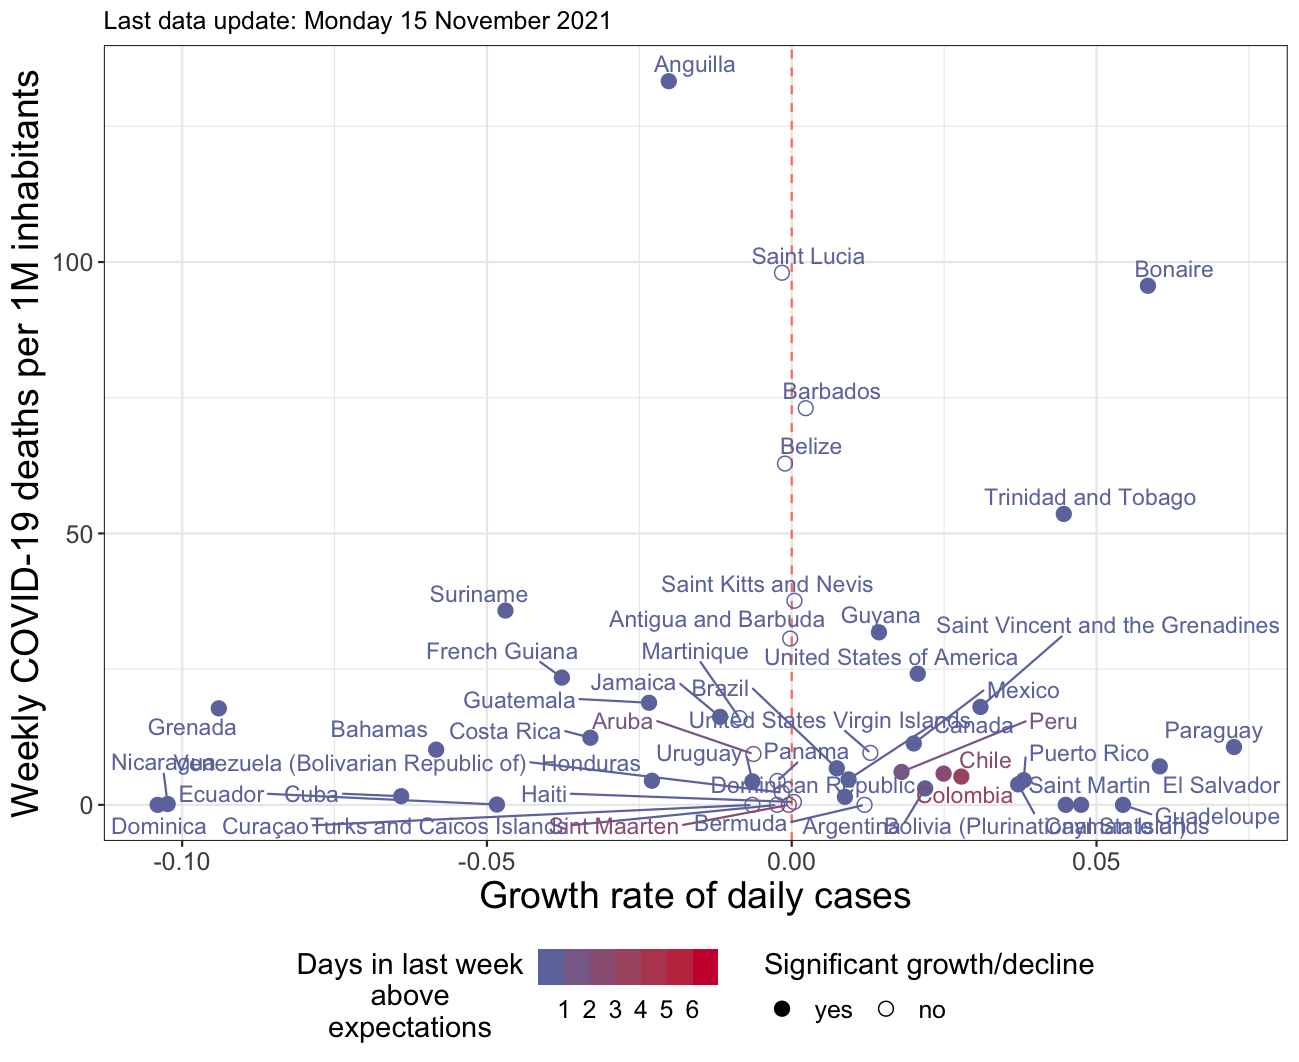 Last data update: Monday 15 November 2021
Weekly COVID-19 deaths per 1M inhabitants
100
50
0
Anguilla
Saint Lucia
Bonaire
Barbados
Belize
Trinidad and Tobago
Saint Kitts and Nevis
Suriname
Antigua and Barbuda
Guyana
Saint Vincent and the Grenadines
French Guiana
Martinique
United States of America
Jamaica
Brazil
Mexico
Guatemala
Grenada
Aruba
United States Virgin Islands
Canada
Peru
Bahamas
Costa Rica
Paraguay
Uruguay
Panama
Puerto Rico
Chile
Nicaragua
Venezuela (Bolivarian Republic of)
Honduras
Ecuador
Cuba
Haiti
Dominican Republic
Colombia
Saint Martin
El Salvador
Guadeloupe
Dominica
Curaçao
Turks and Caicos Islands
Sint Maarten
Bermuda
Argentina
Bolivia (Plurinational State of)
Cayman Islands
-0.10
-0.05
0.00
0.05
Growth rate of daily cases
Days in last week
above
expectations
1 2 3 4 5 6
Significant growth/decline
yes
no